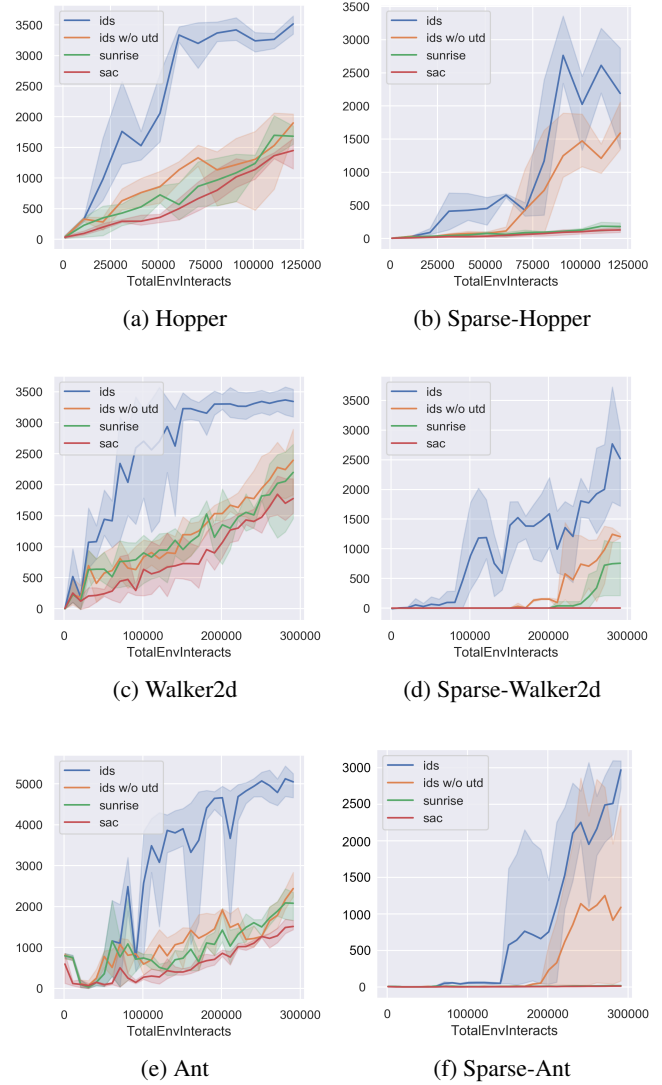 3500
3000
2500
2000
1500
1000
500
0
ids
ids w/o utd
sunrise
sac
0 25000 50000 75000 100000 125000
TotalEnvInteracts
(a) Hopper
3500
3000
2500
2000
1500
1000
500
0
ids
ids w/o utd
sunrise
sac
0 25000 50000 75000 100000 125000
TotalEnvInteracts
(b) Sparse-Hopper
3500
3000
2500
2000
1500
1000
500
0
ids
ids w/o utd
sunrise
sac
0 100000 200000 300000
TotalEnvInteracts
(c) Walker2d
3500
3000
2500
2000
1500
1000
500
0
ids
ids w/o utd
sunrise
sac
0 100000 200000 300000
TotalEnvInteracts
(d) Sparse-Walker2d
5000
4000
3000
2000
1000
0
ids
ids w/o utd
sunrise
sac
0 100000 200000 300000
TotalEnvInteracts
(e) Ant
3000
2500
2000
1500
1000
500
0
ids
ids w/o utd
sunrise
sac
0 100000 200000 300000
TotalEnvInteracts
(f) Sparse-Ant